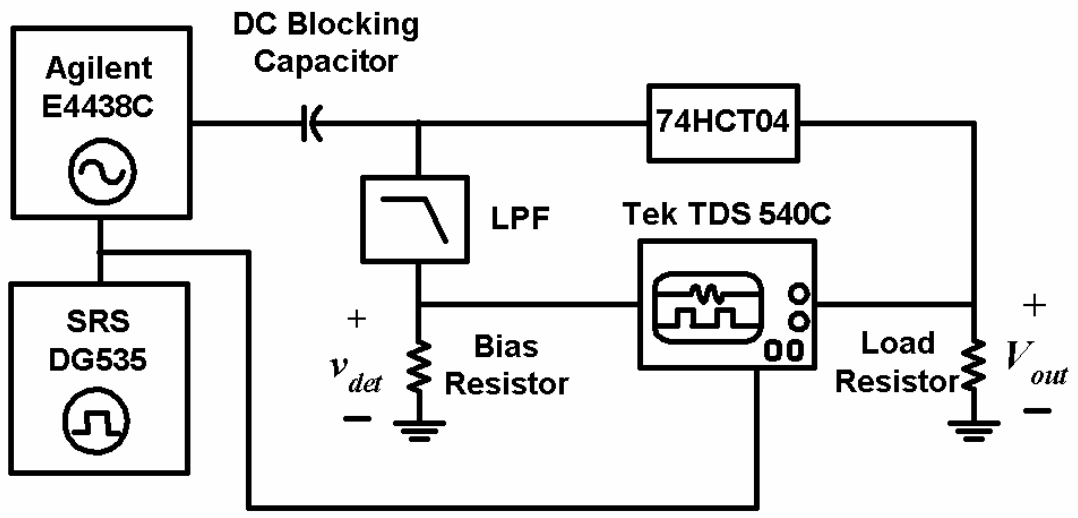 DC Blocking
Capacitor
Agilent
E4438C
74HCT04
LPF
Tek TDS 540C
SRS
DG535
+
v_det
−
Bias
Resistor
Load
Resistor
+
V_out
−